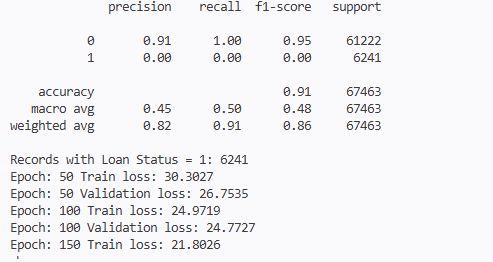 precision recall f1-score support
0 0.91 1.00 0.95 61222
1 0.00 0.00 0.00 6241
accuracy 0.91 67463
macro avg 0.45 0.50 0.48 67463
weighted avg 0.82 0.91 0.86 67463
Records with Loan Status = 1: 6241
Epoch: 50 Train loss: 30.3027
Epoch: 50 Validation loss: 26.7535
Epoch: 100 Train loss: 24.9719
Epoch: 100 Validation loss: 24.7727
Epoch: 150 Train loss: 21.8026